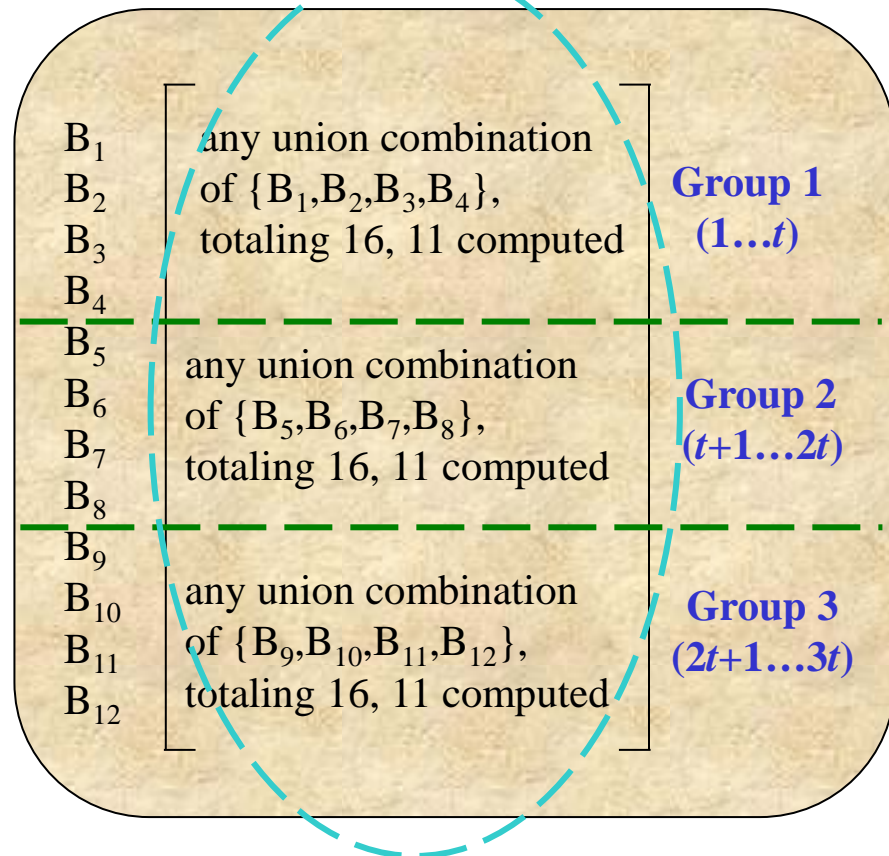 B₁
B₂
B₃
B₄
any union combination
of {B₁,B₂,B₃,B₄},
totaling 16, 11 computed
Group 1
(1…t)
B₅
B₆
B₇
B₈
any union combination
of {B₅,B₆,B₇,B₈},
totaling 16, 11 computed
Group 2
(t+1…2t)
B₉
B₁₀
B₁₁
B₁₂
any union combination
of {B₉,B₁₀,B₁₁,B₁₂},
totaling 16, 11 computed
Group 3
(2t+1…3t)